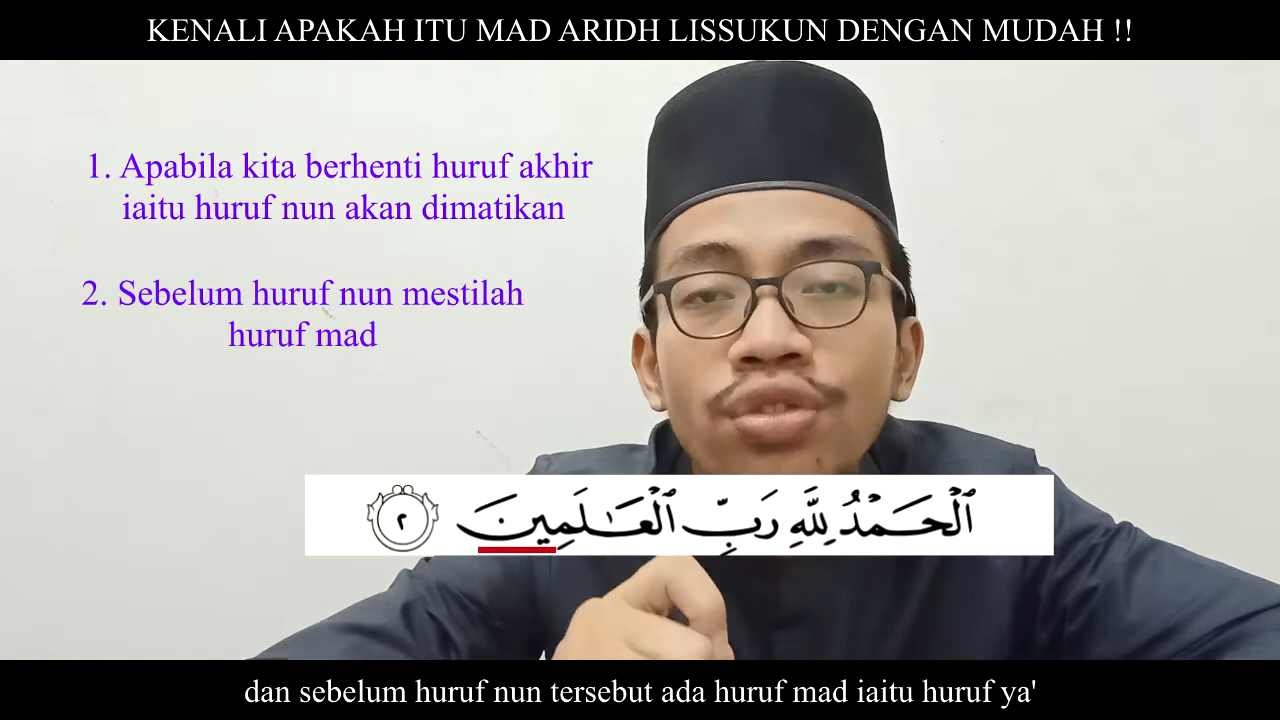 KENALI APAKAH ITU MAD ARIDH LISSUKUN DENGAN MUDAH !!
1. Apabila kita berhenti huruf akhir
iaitu huruf nun akan dimatikan
2. Sebelum huruf nun mestilah
huruf mad
ٱلْحَمْدُ لِلَّهِ رَبِّ ٱلْعَـٰلَمِينَ ٢
dan sebelum huruf nun tersebut ada huruf mad iaitu huruf ya'